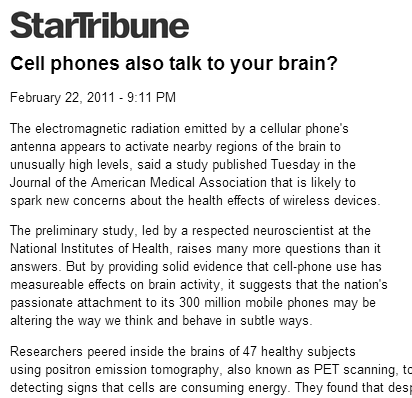 StarTribune
Cell phones also talk to your brain?
February 22, 2011 - 9:11 PM
The electromagnetic radiation emitted by a cellular phone's
antenna appears to activate nearby regions of the brain to
unusually high levels, said a study published Tuesday in the
Journal of the American Medical Association that is likely to
spark new concerns about the health effects of wireless devices.
The preliminary study, led by a respected neuroscientist at the
National Institutes of Health, raises many more questions than it
answers. But by providing solid evidence that cell-phone use has
measureable effects on brain activity, it suggests that the nation's
passionate attachment to its 300 million mobile phones may be
altering the way we think and behave in subtle ways.
Researchers peered inside the brains of 47 healthy subjects
using positron emission tomography, also known as PET scanning,
detecting signs that cells are consuming energy. They found that